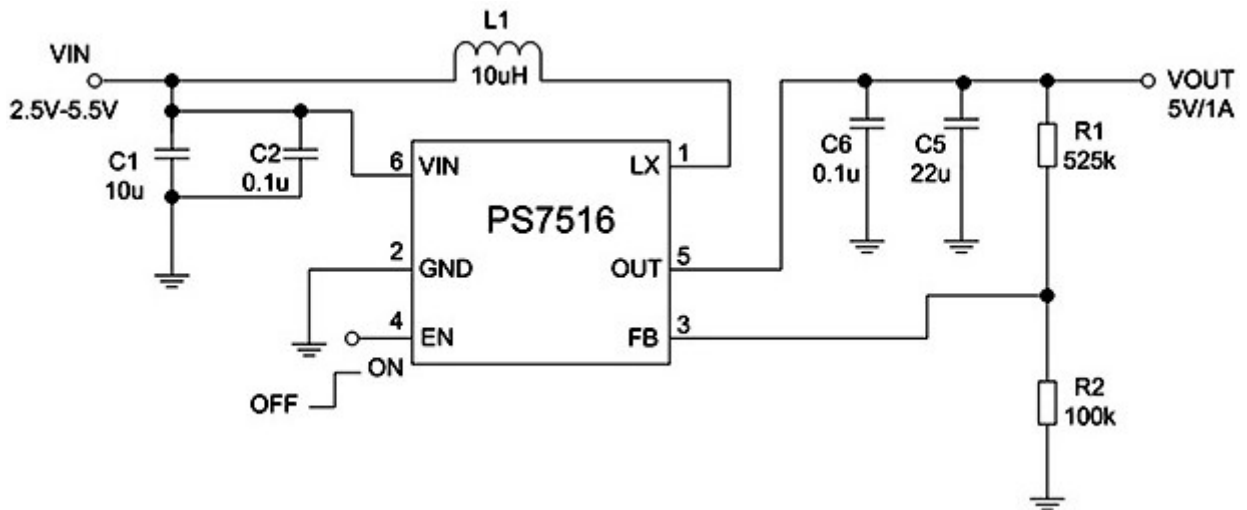 L1
10uH
VIN
2.5V-5.5V
VOUT
5V/1A
C1
10u
C2
0.1u
C6
0.1u
C5
22u
R1
525k
6
VIN
LX
1
PS7516
2
GND
OUT
5
4
EN
FB
3
ON
OFF
R2
100k